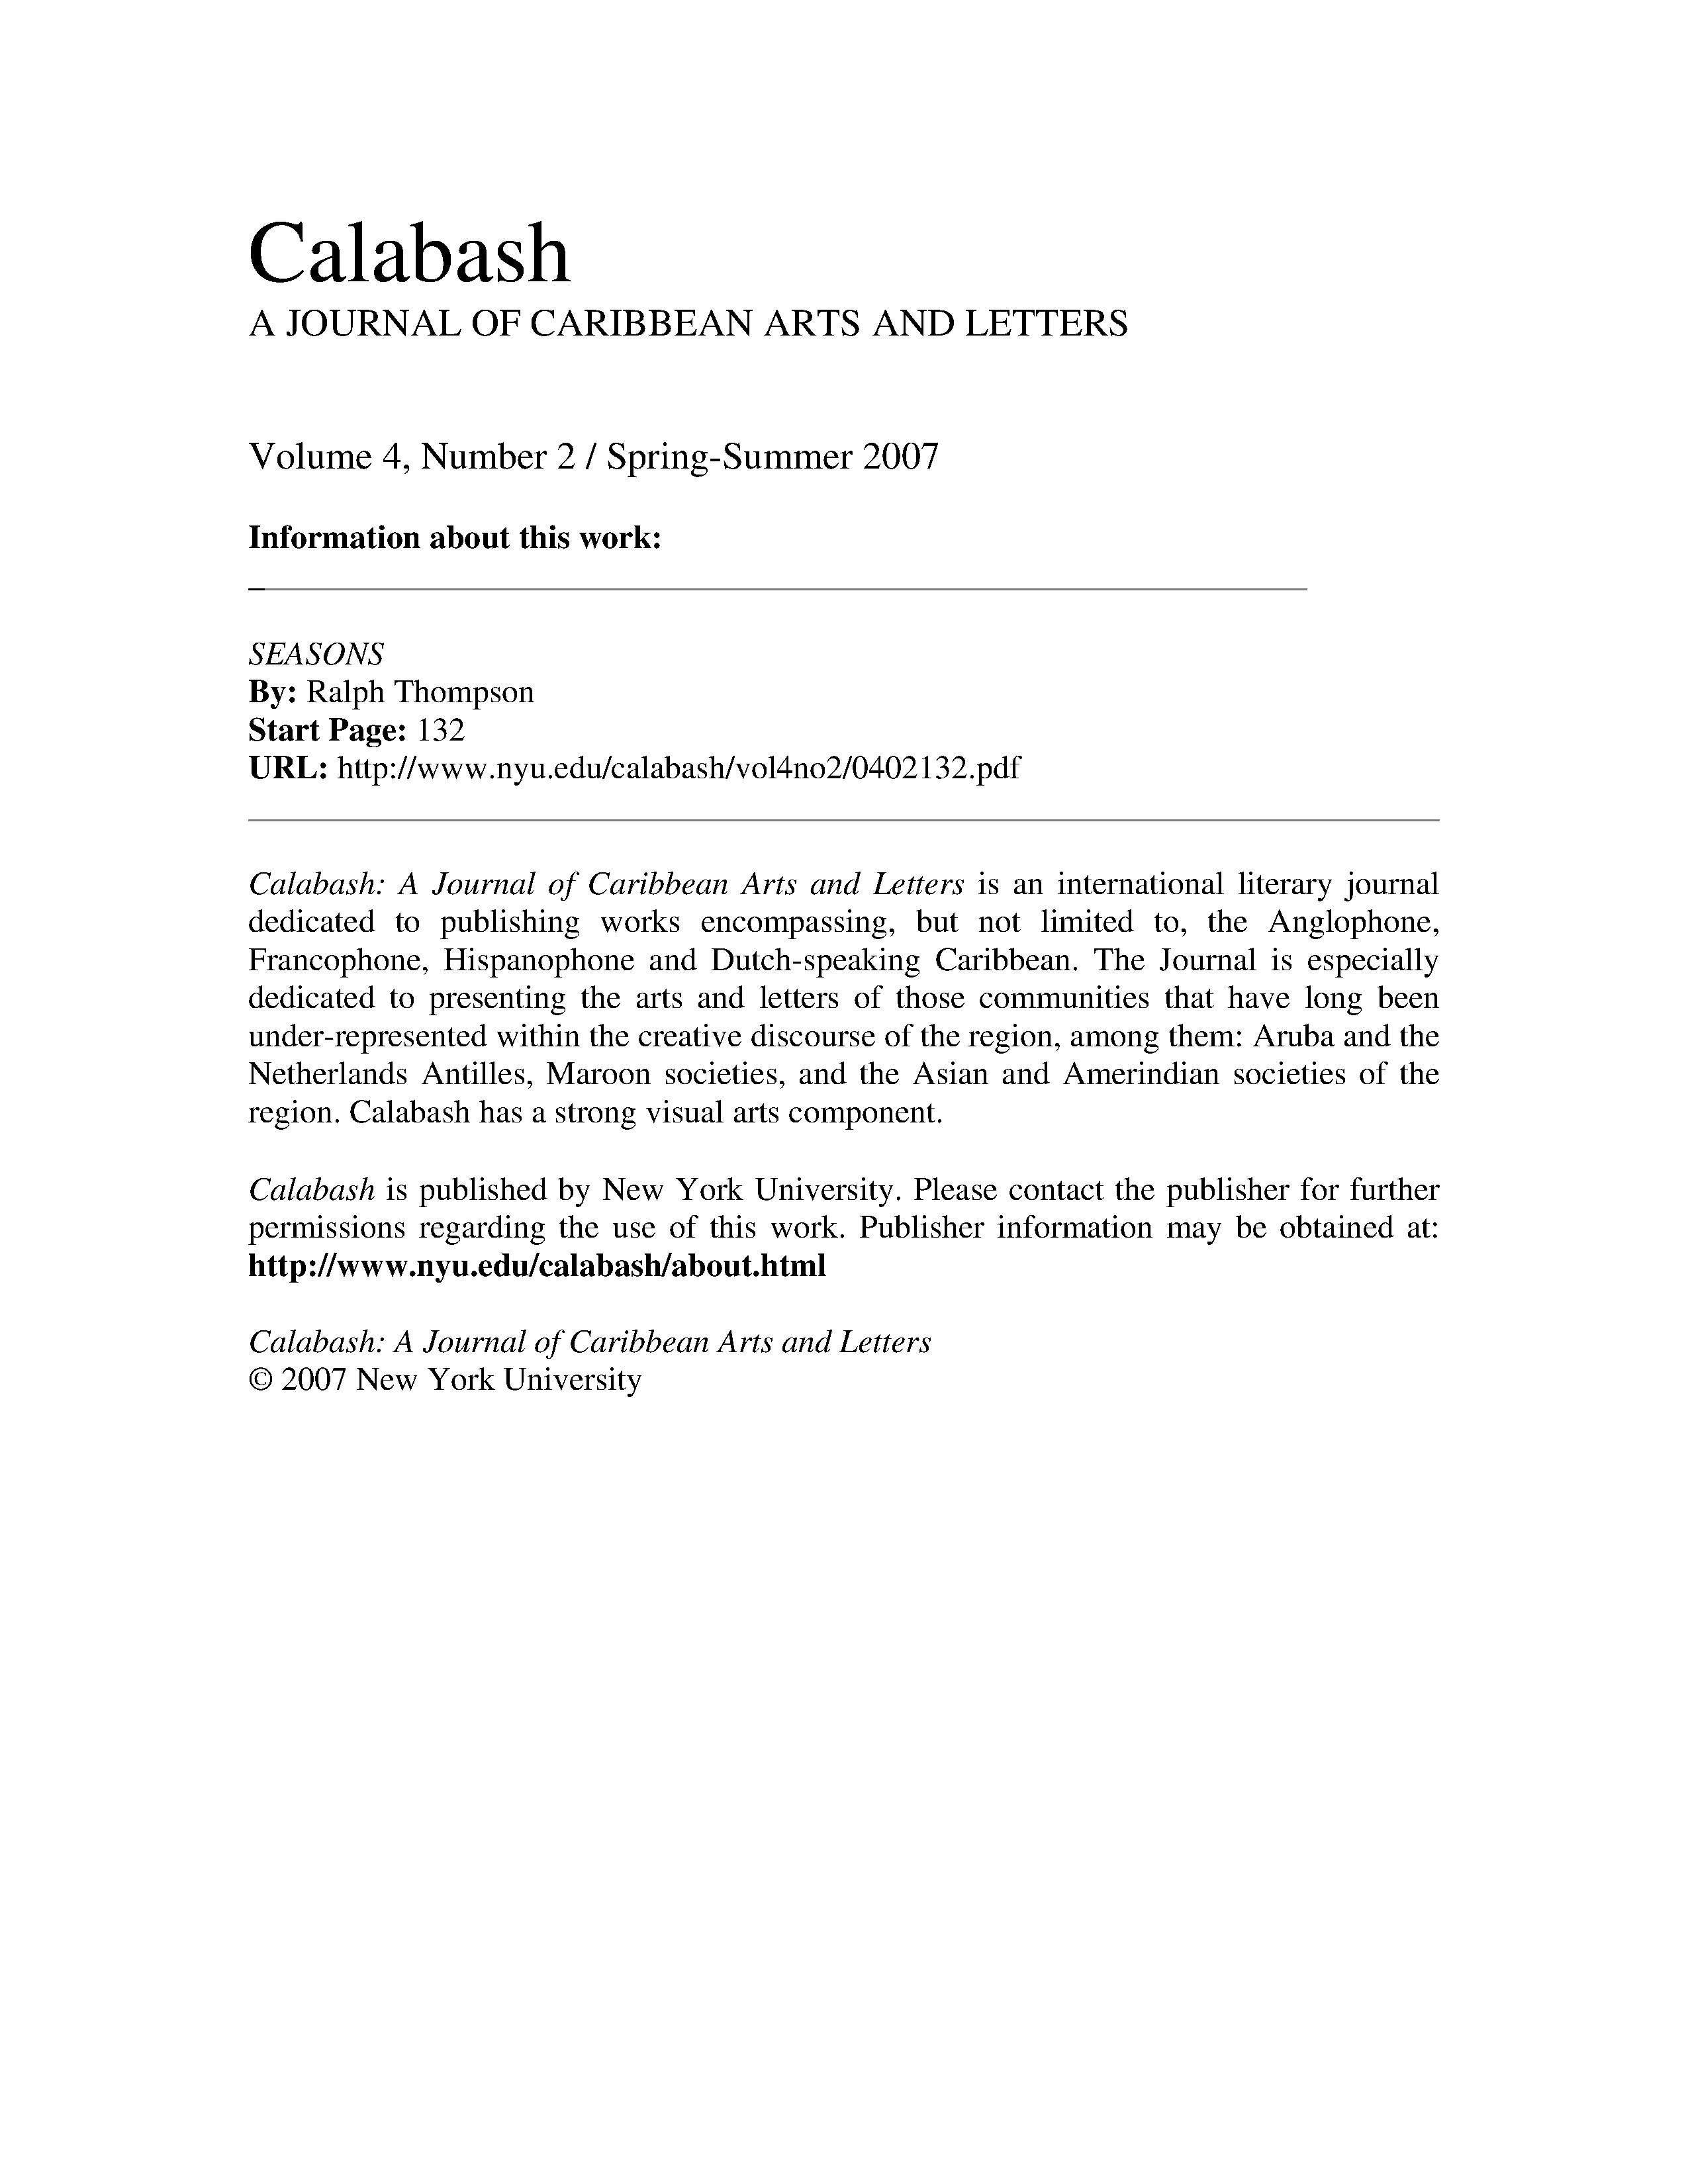 Calabash
A JOURNAL OF CARIBBEAN ARTS AND LETTERS
Volume 4, Number 2 / Spring-Summer 2007
Information about this work:
SEASONS
By: Ralph Thompson
Start Page: 132
URL: http://www.nyu.edu/calabash/vol4no2/0402132.pdf
Calabash: A Journal of Caribbean Arts and Letters is an international literary journal
dedicated to publishing works encompassing, but not limited to, the Anglophone,
Francophone, Hispanophone and Dutch-speaking Caribbean. The Journal is especially
dedicated to presenting the arts and letters of those communities that have long been
under-represented within the creative discourse of the region, among them: Aruba and the
Netherlands Antilles, Maroon societies, and the Asian and Amerindian societies of the
region. Calabash has a strong visual arts component.
Calabash is published by New York University. Please contact the publisher for further
permissions regarding the use of this work. Publisher information may be obtained at:
http://www.nyu.edu/calabash/about.html
Calabash: A Journal of Caribbean Arts and Letters
© 2007 New York University